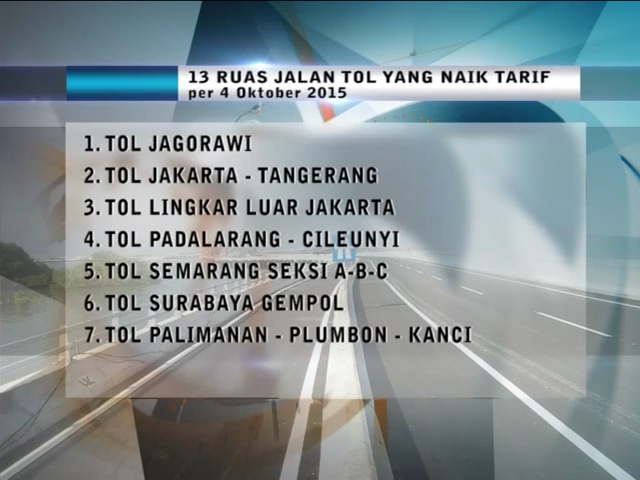 13 RUAS JALAN TOL YANG NAIK TARIF
per 4 Oktober 2015
1. TOL JAGORAWI
2. TOL JAKARTA - TANGERANG
3. TOL LINGKAR LUAR JAKARTA
4. TOL PADALARANG - CILEUNYI
5. TOL SEMARANG SEKSI A-B-C
6. TOL SURABAYA GEMPOL
7. TOL PALIMANAN - PLUMBON - KANCI